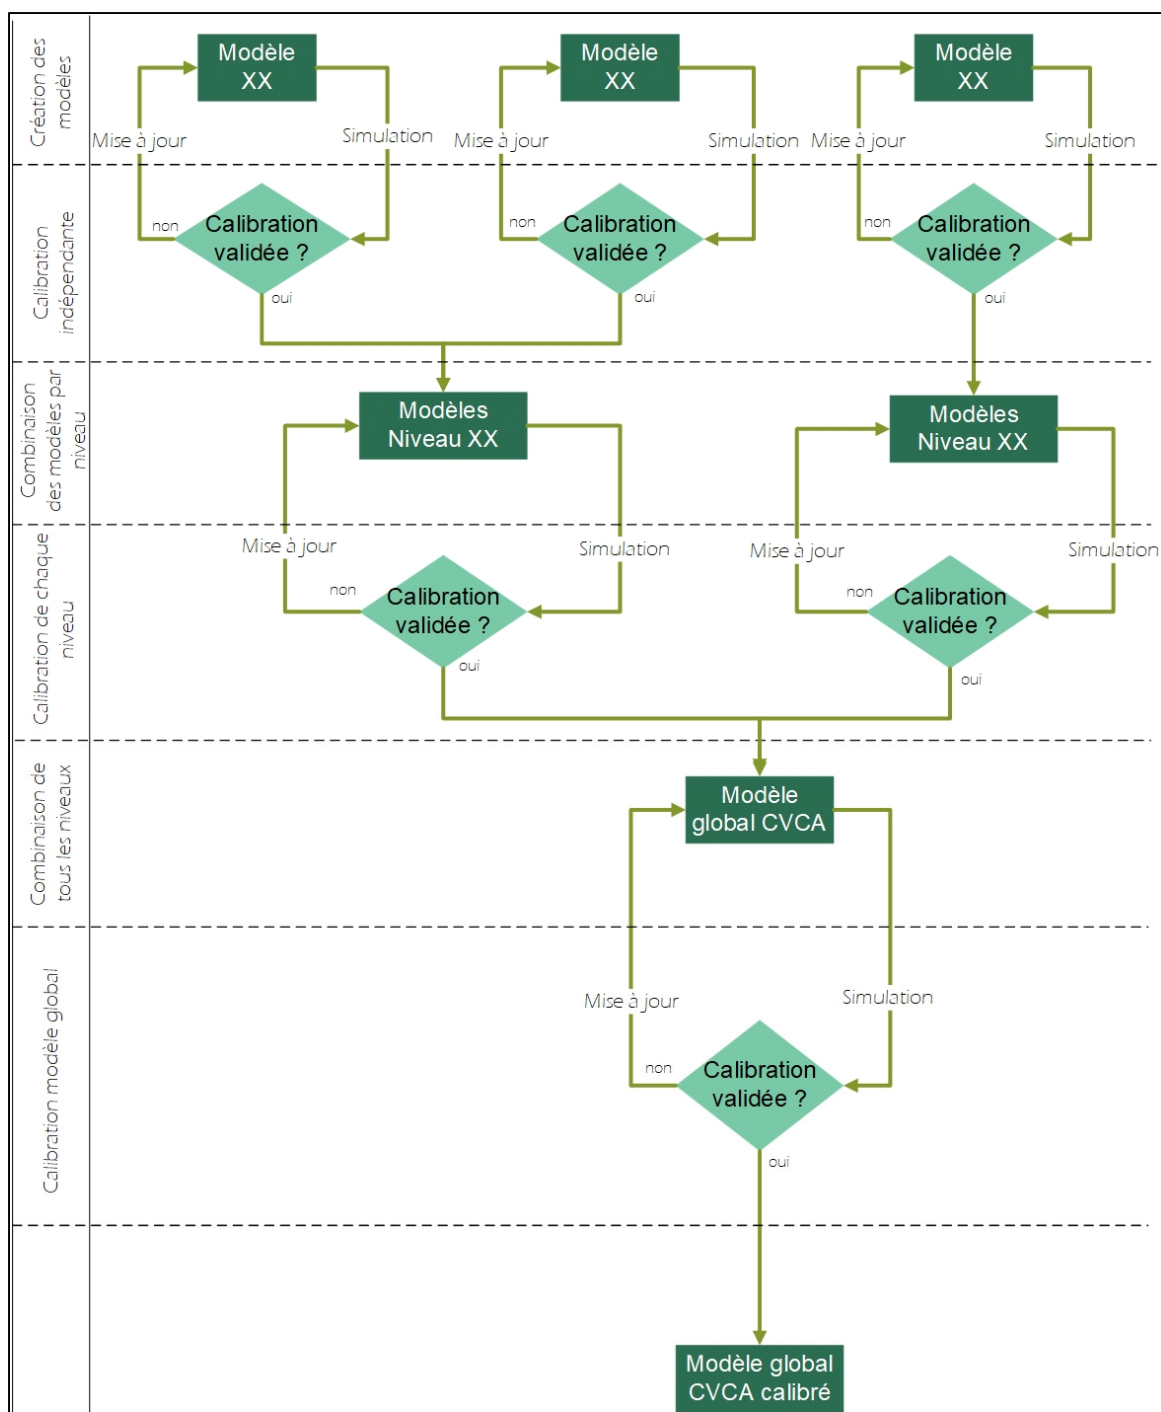 Création des
modèles
Modèle
XX
Modèle
XX
Modèle
XX
Mise à jour
Simulation
Mise à jour
Simulation
Mise à jour
Simulation
Calibration
indépendante
non
Calibration
validée ?
oui
non
Calibration
validée ?
oui
non
Calibration
validée ?
oui
Combinaison
des modèles par
niveau
Modèles
Niveau XX
Modèles
Niveau XX
Calibration de chaque
niveau
Mise à jour
Simulation
Mise à jour
Simulation
non
Calibration
validée ?
oui
non
Calibration
validée ?
oui
Combinaison de
tous les niveaux
Modèle
global CVCA
Calibration modèle global
Mise à jour
Simulation
non
Calibration
validée ?
oui
Modèle global
CVCA calibré